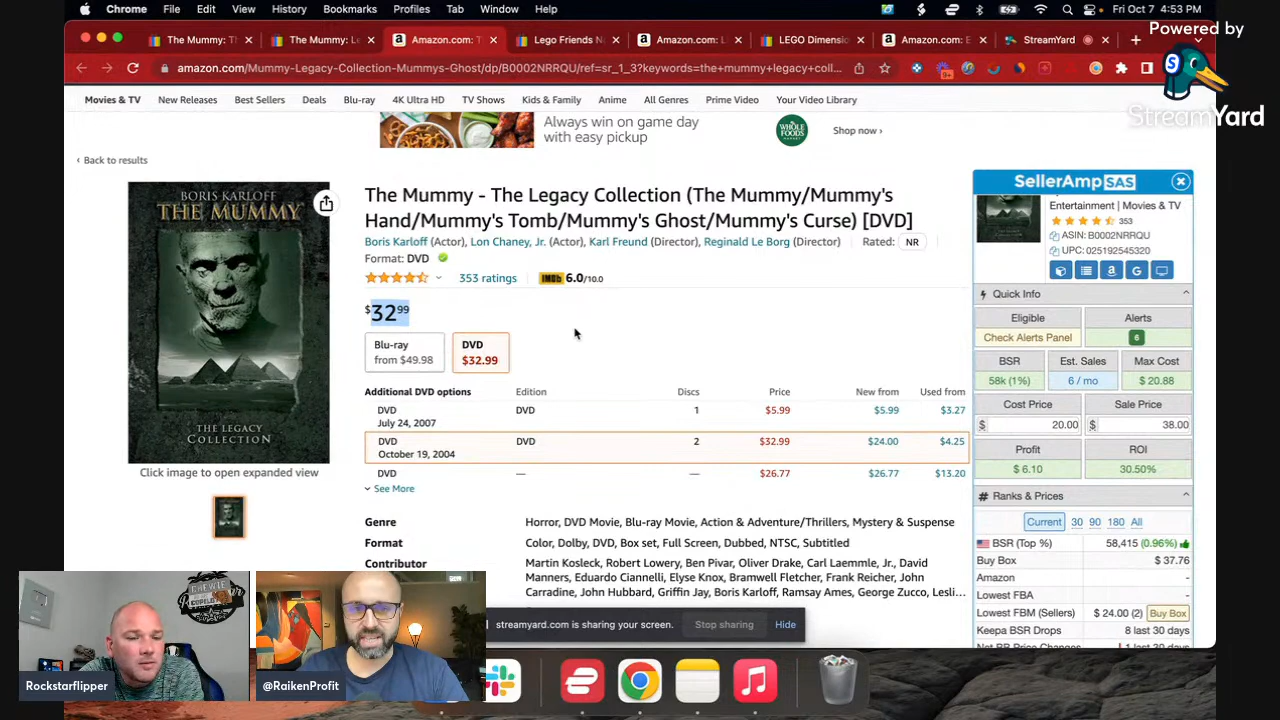 Chrome File Edit View History Bookmarks Profiles Tab Window Help Fri Oct 7 4:53 PM
Powered by
StreamYard
The Mummy: Tl The Mummy: Le Amazon.com: T Lego Friends N Amazon.com: L LEGO Dimensio Amazon.com: E StreamYard
amazon.com/Mummy-Legacy-Collection-Mummys-Ghost/dp/B0002NRRQU/ref=sr_1_3?keywords=the+mummy+legacy+coll...
Movies & TV New Releases Best Sellers Deals Blu-ray 4K Ultra HD TV Shows Kids & Family Anime All Genres Prime Video Your Video Library
Always win on game day
with easy pickup
WHOLE
FOODS
Shop now ›
‹ Back to results
BORIS KARLOFF
THE MUMMY
THE LEGACY
COLLECTION
Click image to open expanded view
The Mummy - The Legacy Collection (The Mummy/Mummy's
Hand/Mummy's Tomb/Mummy's Ghost/Mummy's Curse) [DVD]
Boris Karloff (Actor), Lon Chaney, Jr. (Actor), Karl Freund (Director), Reginald Le Borg (Director) Rated: NR
Format: DVD
353 ratings IMDb 6.0/10.0
$32 99
Blu-ray
from $49.98
DVD
$32.99
Additional DVD options Edition Discs Price New from Used from
DVD DVD 1 $5.99 $5.99 $3.27
July 24, 2007
DVD DVD 2 $32.99 $24.00 $4.25
October 19, 2004
DVD — — $26.77 $26.77 $13.20
See More
Genre Horror, DVD Movie, Blu-ray Movie, Action & Adventure/Thrillers, Mystery & Suspense
Format Color, Dolby, DVD, Box set, Full Screen, Dubbed, NTSC, Subtitled
Contributor Martin Kosleck, Robert Lowery, Ben Pivar, Oliver Drake, Carl Laemmle, Jr., David
Manners, Eduardo Ciannelli, Elyse Knox, Bramwell Fletcher, Frank Reicher, John
Carradine, John Hubbard, Griffin Jay, Boris Karloff, Ramsay Ames, George Zucco, Lesli...
SellerAmp SAS
Entertainment | Movies & TV
353
ASIN: B0002NRRQU
UPC: 025192545320
Quick Info
Eligible Alerts
Check Alerts Panel 6
BSR Est. Sales Max Cost
58k (1%) 6 / mo $ 20.88
Cost Price Sale Price
$ 20.00 $ 38.00
Profit ROI
$ 6.10 30.50%
# Ranks & Prices
Current 30 90 180 All
BSR (Top %) 58,415 (0.96%)
Buy Box $ 37.76
Amazon -
Lowest FBA -
Lowest FBM (Sellers) $ 24.00 (2) Buy Box
Keepa BSR Drops 8 last 30 days
streamyard.com is sharing your screen. Stop sharing Hide
Rockstarflipper
@RaikenProfit